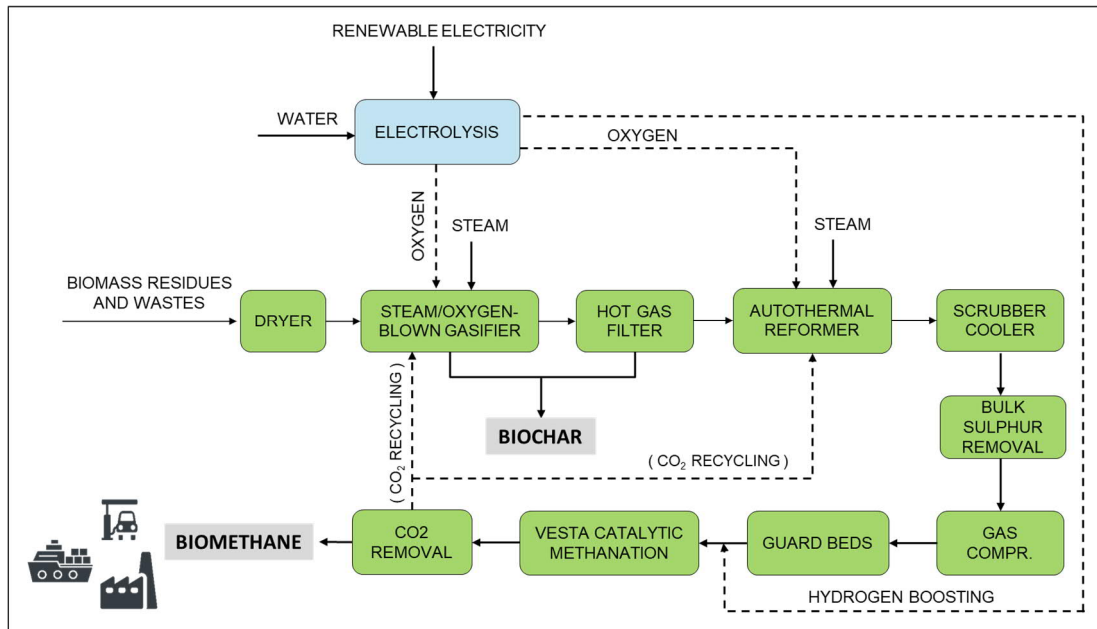 RENEWABLE ELECTRICITY
WATER
ELECTROLYSIS
OXYGEN
OXYGEN
STEAM
STEAM
BIOMASS RESIDUES
AND WASTES
DRYER
STEAM/OXYGEN-
BLOWN GASIFIER
HOT GAS
FILTER
AUTOTHERMAL
REFORMER
SCRUBBER
COOLER
( CO₂ RECYCLING )
BIOCHAR
( CO₂ RECYCLING )
BULK
SULPHUR
REMOVAL
BIOMETHANE
CO2
REMOVAL
VESTA CATALYTIC
METHANATION
GUARD BEDS
GAS
COMPR.
HYDROGEN BOOSTING